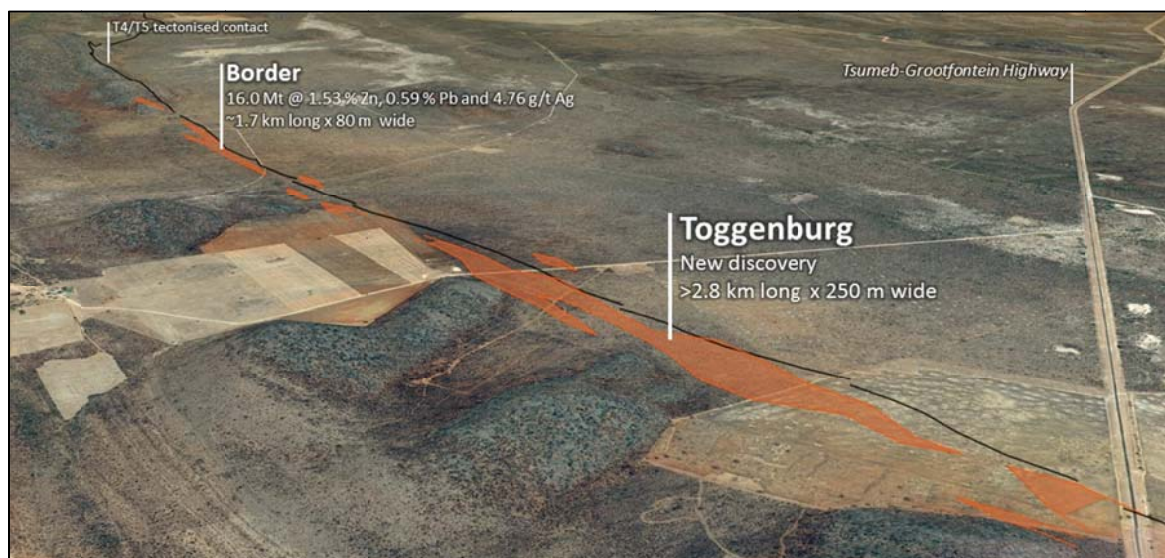 T4/T5 tectonised contact
Border
16.0 Mt @ 1.53 % Zn, 0.59 % Pb and 4.76 g/t Ag
~1.7 km long x 80 m wide
Tsumeb-Grootfontein Highway
Toggenburg
New discovery
>2.8 km long x 250 m wide